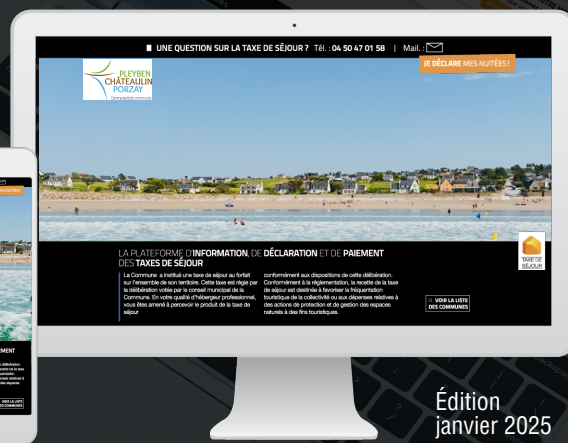 UNE QUESTION SUR LA TAXE DE SÉJOUR ? Tél. : 04 50 47 01 58 | Mail. :
JE DÉCLARE MES NUITÉES !
PLEYBEN
CHÂTEAULIN
PORZAY
Communauté de communes
LA PLATEFORME D'INFORMATION, DE DÉCLARATION ET DE PAIEMENT
DES TAXES DE SÉJOUR
La Commune a institué une taxe de séjour au forfait
sur l'ensemble de son territoire. Cette taxe est régie par
la délibération votée par le conseil municipal de la
Commune. En votre qualité d'hébergeur professionnel,
vous êtes amené à percevoir le produit de la taxe de
séjour
conformément aux dispositions de cette délibération.
Conformément à la réglementation, la recette de la taxe
de séjour est destinée à favoriser la fréquentation
touristique de la collectivité ou aux dépenses relatives à
des actions de protection et de gestion des espaces
naturels à des fins touristiques.
TAXE DE
SÉJOUR
VOIR LA LISTE
DES COMMUNES
Édition
janvier 2025